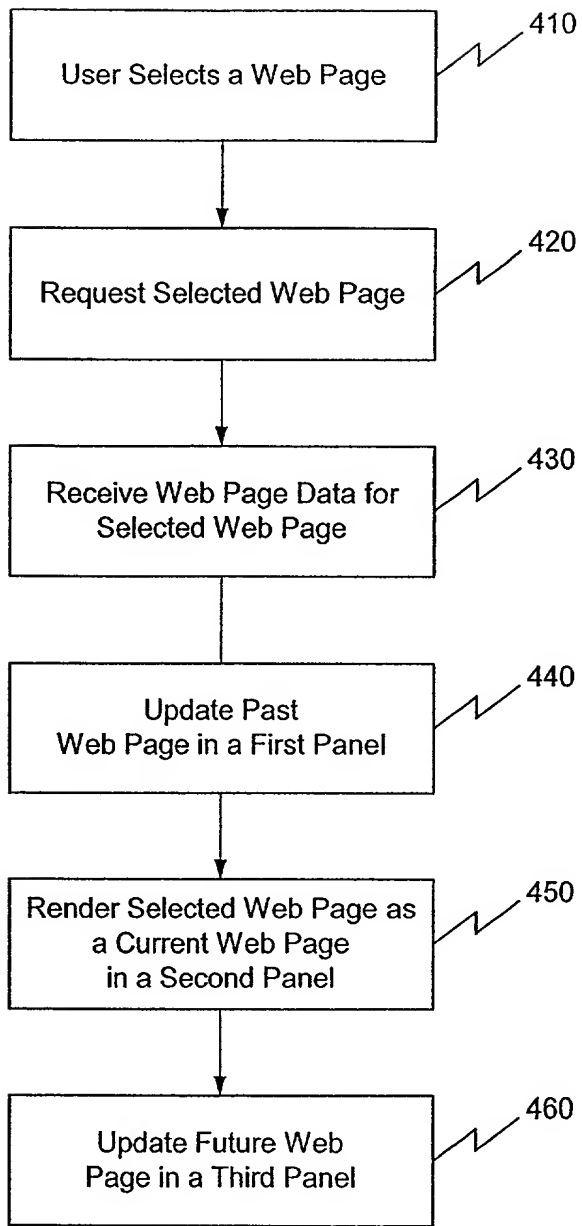 410
User Selects a Web Page
420
Request Selected Web Page
430
Receive Web Page Data for
Selected Web Page
440
Update Past
Web Page in a First Panel
450
Render Selected Web Page as
a Current Web Page
in a Second Panel
460
Update Future Web
Page in a Third Panel